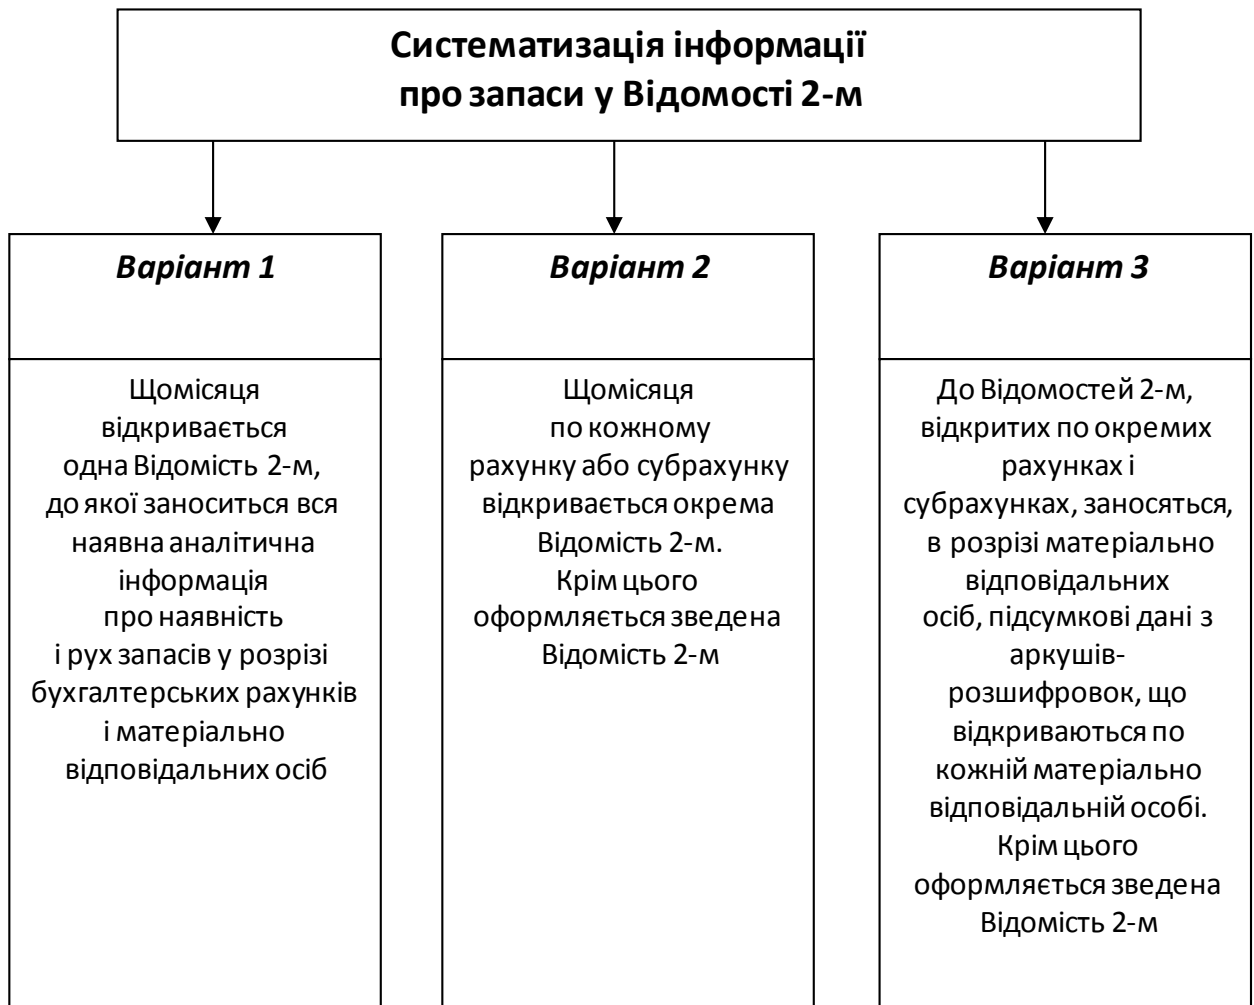 Систематизація інформації
про запаси у Відомості 2-м
Варіант 1
Щомісяця
відкривається
одна Відомість 2-м,
до якої заноситься вся
наявна аналітична
інформація
про наявність
і рух запасів у розрізі
бухгалтерських рахунків
і матеріально
відповідальних осіб
Варіант 2
Щомісяця
по кожному
рахунку або субрахунку
відкривається окрема
Відомість 2-м.
Крім цього
оформляється зведена
Відомість 2-м
Варіант 3
До Відомостей 2-м,
відкритих по окремих
рахунках і
субрахунках, заносяться,
в розрізі матеріально
відповідальних
осіб, підсумкові дані з
аркушів-
розшифровок, що
відкриваються по
кожній матеріально
відповідальній особі.
Крім цього
оформляється зведена
Відомість 2-м